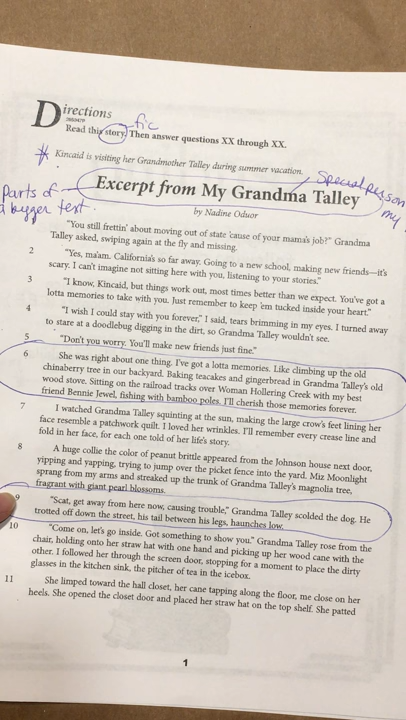 Directions
2003479
Read this story. Then answer questions XX through XX.
fic
* Kincaid is visiting her Grandmother Talley during summer vacation.
Special person
my
Parts of
a bigger text.
Excerpt from My Grandma Talley
by Nadine Oduor
"You still frettin' about moving out of state 'cause of your mama's job?" Grandma
Talley asked, swiping again at the fly and missing.
2 "Yes, ma'am. California's so far away. Going to a new school, making new friends—it's
scary. I can't imagine not sitting here with you, listening to your stories."
3 "I know, Kincaid, but things work out, most times better than we expect. You've got a
lotta memories to take with you. Just remember to keep 'em tucked inside your heart."
4 "I wish I could stay with you forever," I said, tears brimming in my eyes. I turned away
to stare at a doodlebug digging in the dirt, so Grandma Talley wouldn't see.
5 "Don't you worry. You'll make new friends just fine."
6 She was right about one thing. I've got a lotta memories. Like climbing up the old
chinaberry tree in our backyard. Baking teacakes and gingerbread in Grandma Talley's old
wood stove. Sitting on the railroad tracks over Woman Hollering Creek with my best
friend Bennie Jewel, fishing with bamboo poles. I'll cherish those memories forever.
7 I watched Grandma Talley squinting at the sun, making the large crow's feet lining her
face resemble a patchwork quilt. I loved her wrinkles. I'll remember every crease line and
fold in her face, for each one told of her life's story.
8 A huge collie the color of peanut brittle appeared from the Johnson house next door,
yipping and yapping, trying to jump over the picket fence into the yard. Miz Moonlight
sprang from my arms and streaked up the trunk of Grandma Talley's magnolia tree,
fragrant with giant pearl blossoms.
9 "Scat, get away from here now, causing trouble," Grandma Talley scolded the dog. He
trotted off down the street, his tail between his legs, haunches low.
10 "Come on, let's go inside. Got something to show you." Grandma Talley rose from the
chair, holding onto her straw hat with one hand and picking up her wood cane with the
other. I followed her through the screen door, stopping for a moment to place the dirty
glasses in the kitchen sink, the pitcher of tea in the icebox.
11 She limped toward the hall closet, her cane tapping along the floor, me close on her
heels. She opened the closet door and placed her straw hat on the top shelf. She patted
1